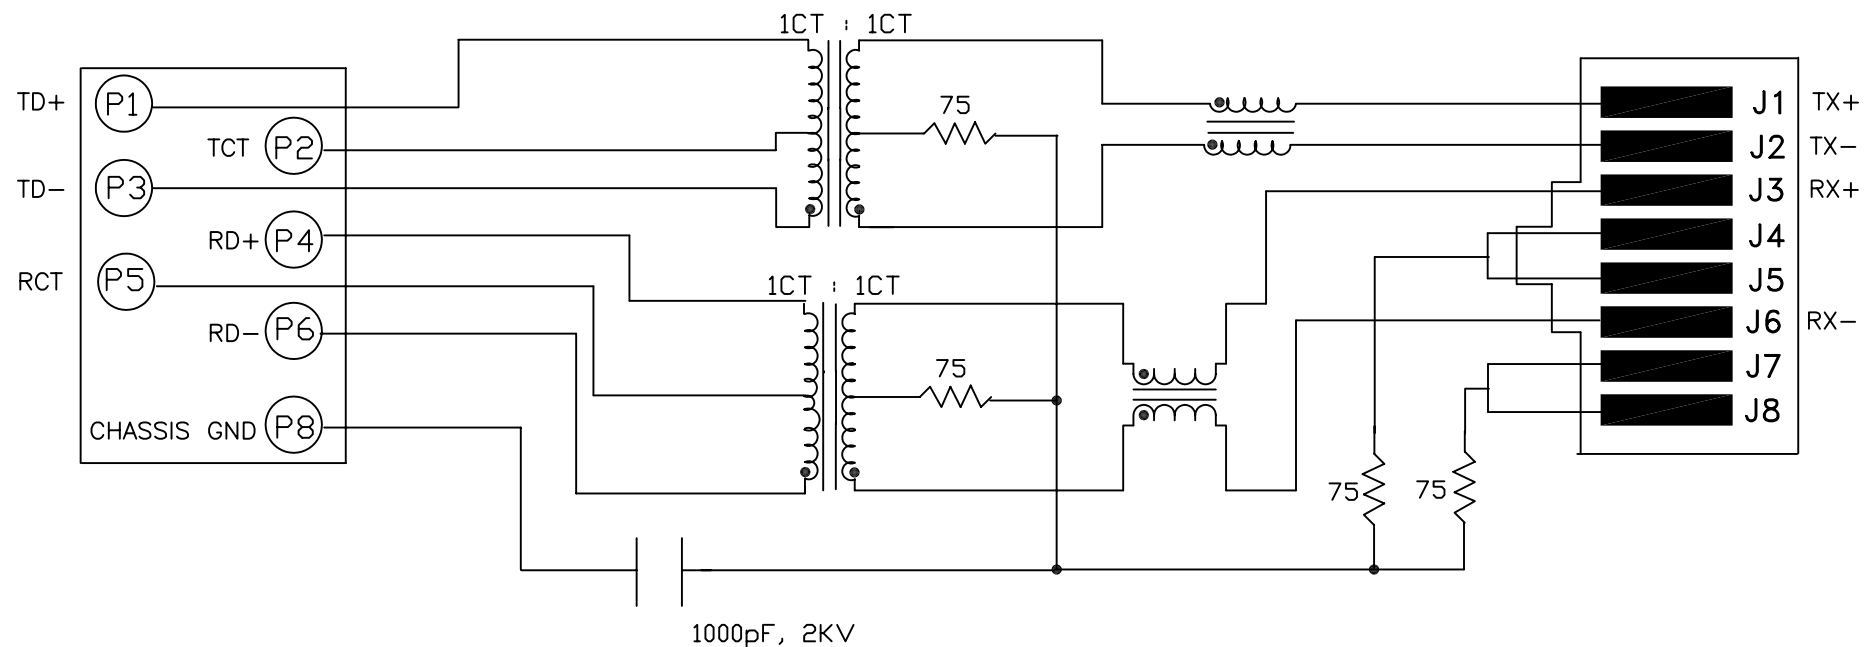 1CT : 1CT
TD+ P1
TCT P2
TD- P3
RD+ P4
RCT P5
RD- P6
CHASSIS GND P8
75
1CT : 1CT
75
1000pF, 2KV
75
75
J1 TX+
J2 TX-
J3 RX+
J4
J5
J6 RX-
J7
J8